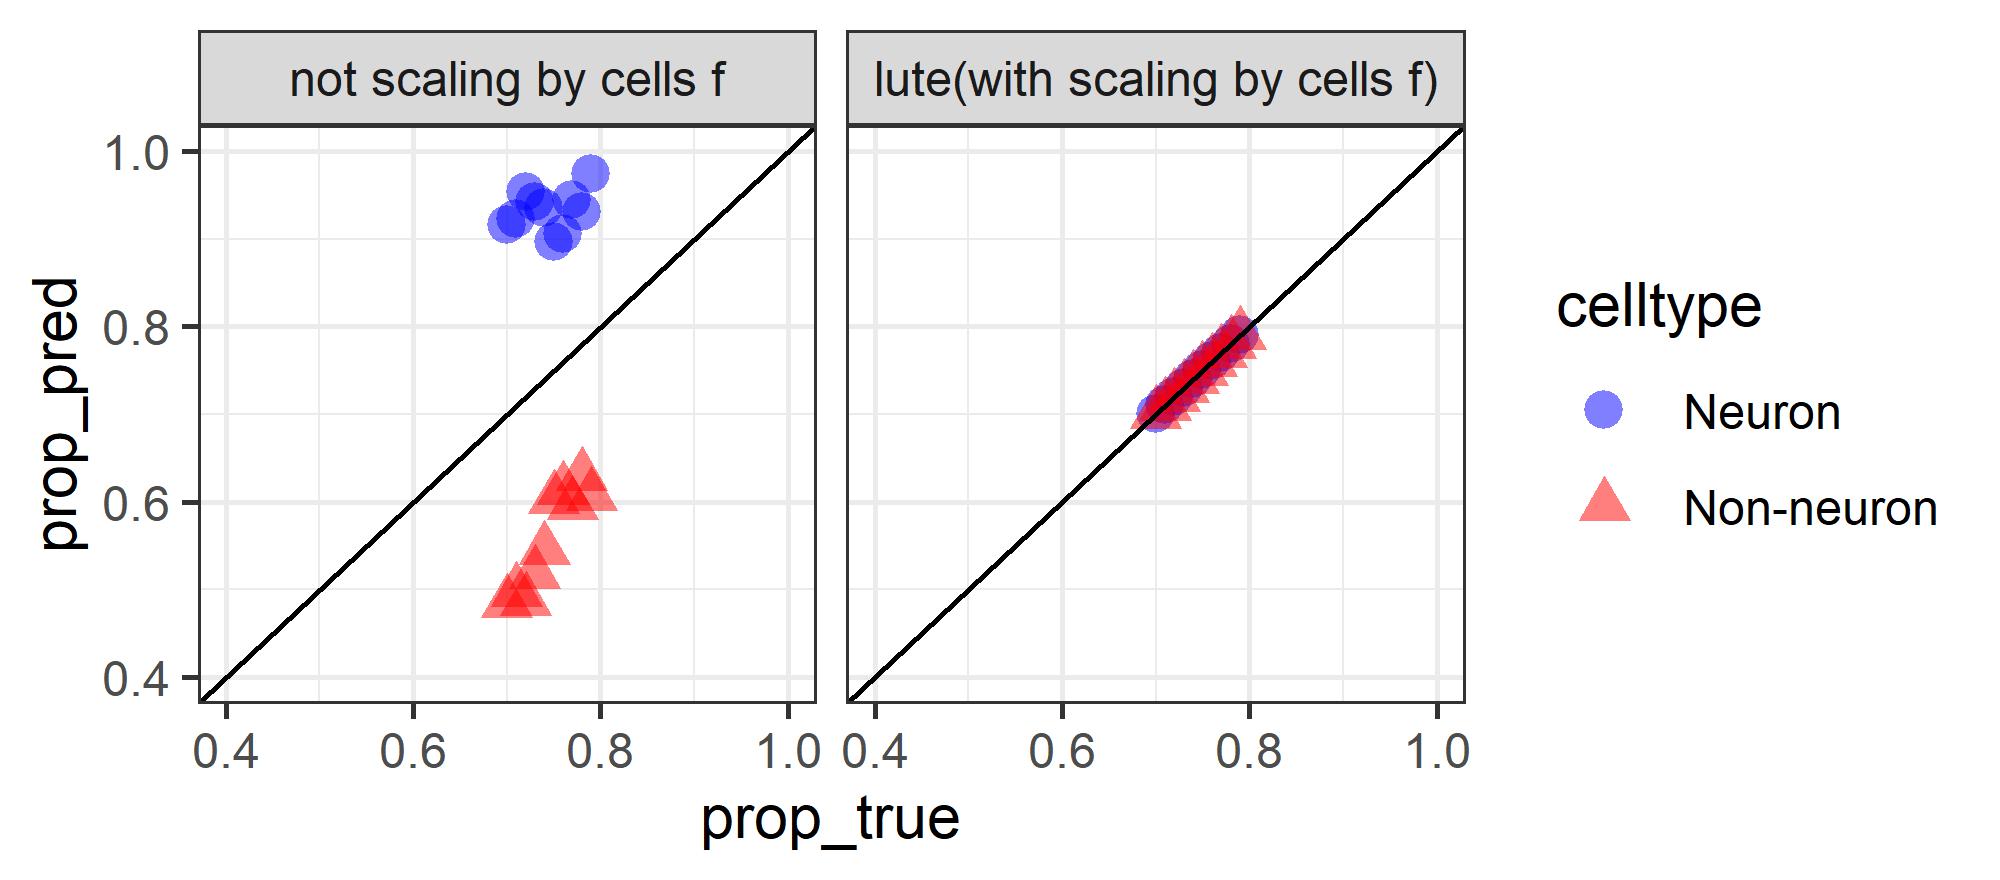 not scaling by cells f
lute(with scaling by cells f)
1.0
0.8
0.6
0.4
prop_pred
0.4 0.6 0.8 1.0 0.4 0.6 0.8 1.0
prop_true
celltype
Neuron
Non-neuron